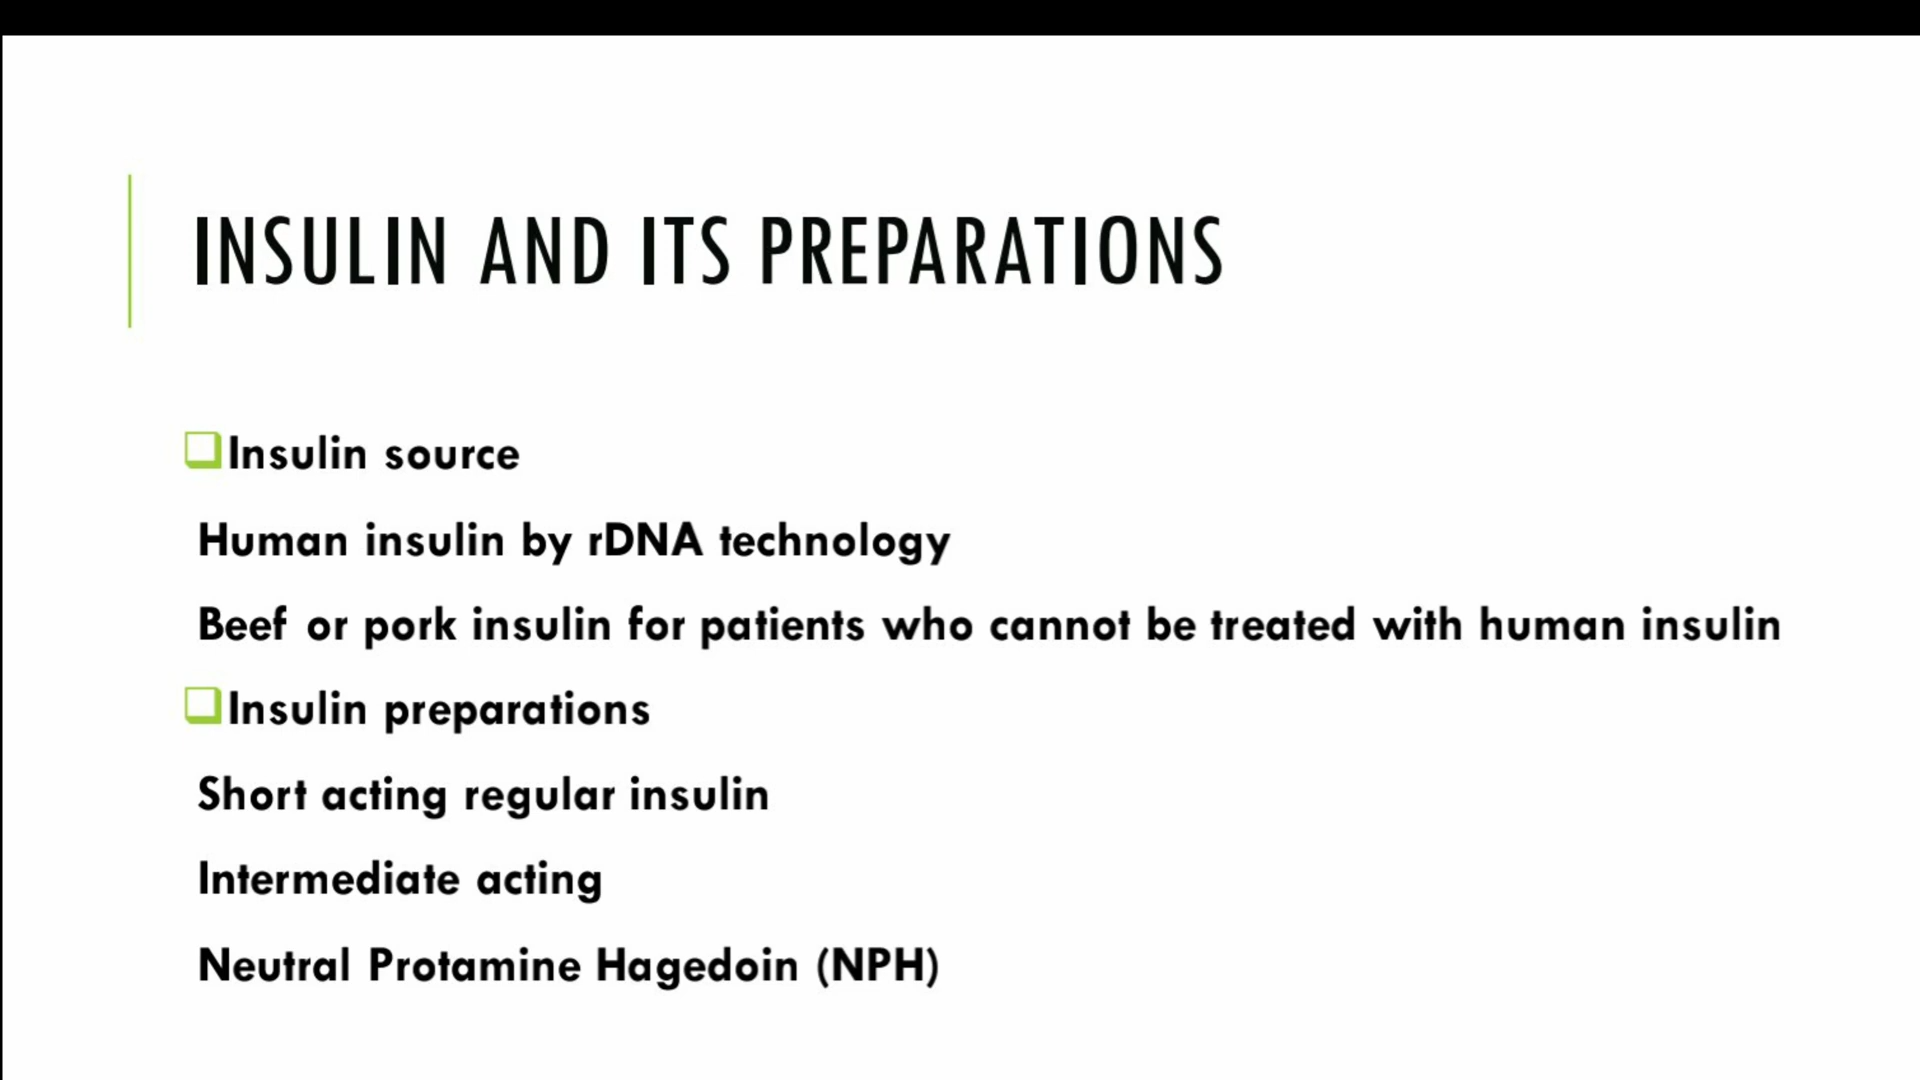 INSULIN AND ITS PREPARATIONS
Insulin source
Human insulin by rDNA technology
Beef or pork insulin for patients who cannot be treated with human insulin
Insulin preparations
Short acting regular insulin
Intermediate acting
Neutral Protamine Hagedoin (NPH)